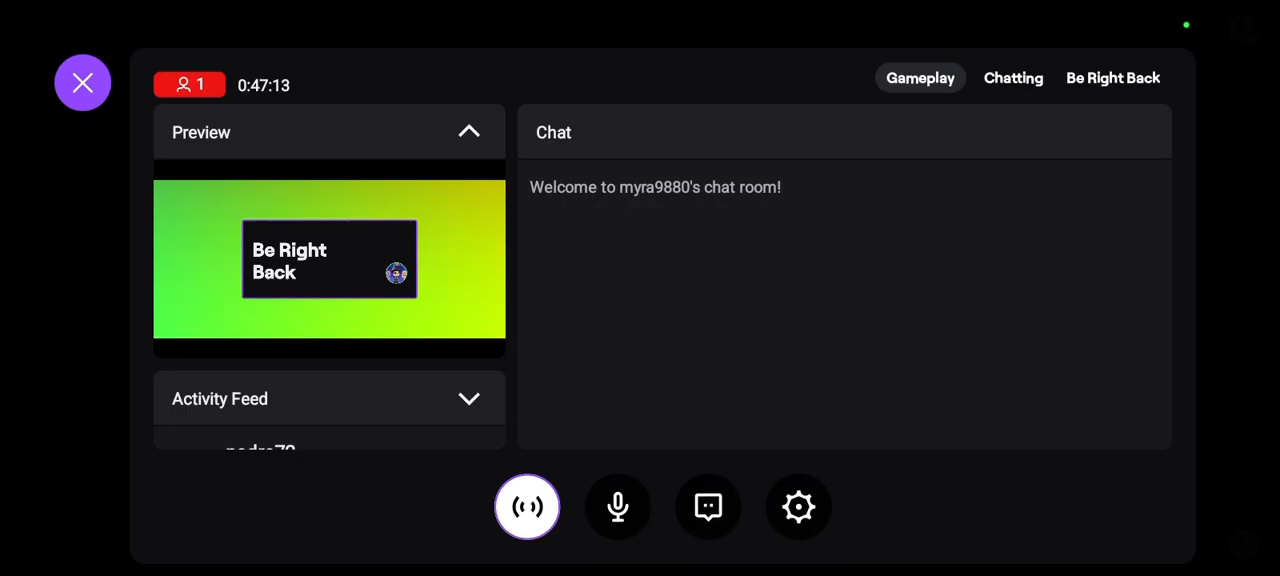 1 0:47:13
Gameplay Chatting Be Right Back
Preview
Be Right
Back
Activity Feed
Chat
Welcome to myra9880's chat room!